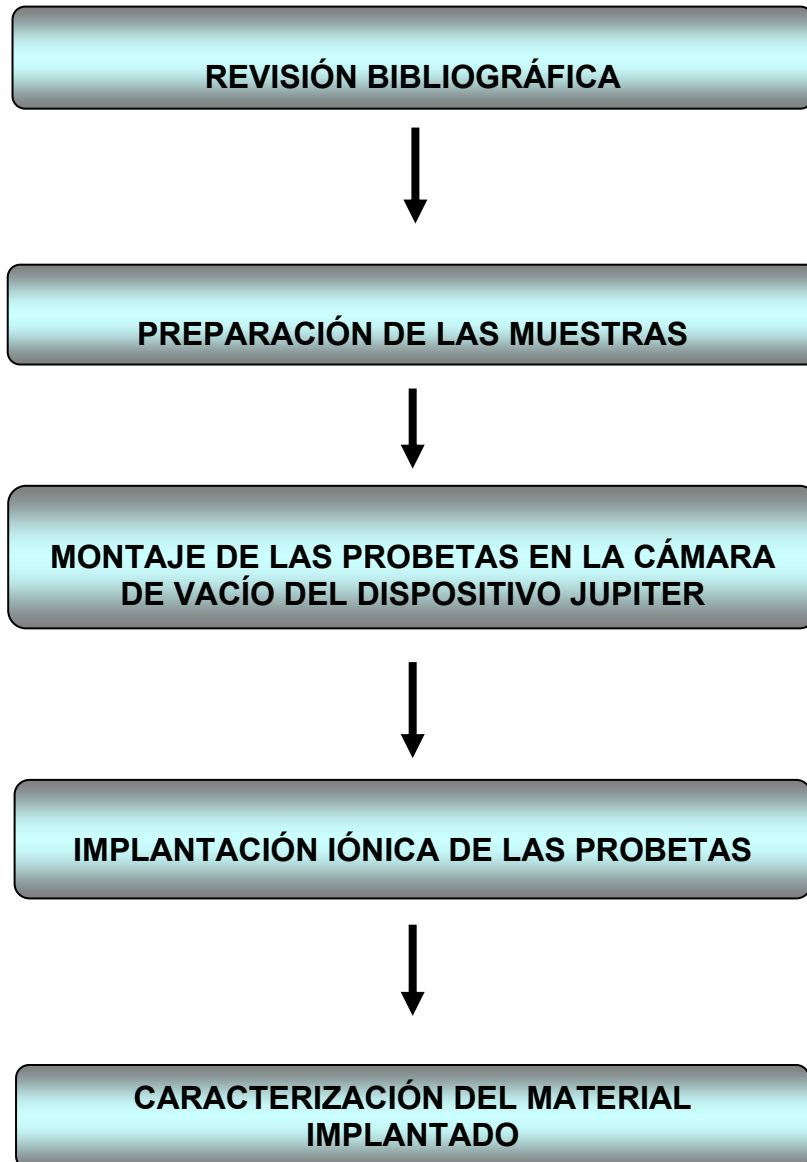 REVISIÓN BIBLIOGRÁFICA
PREPARACIÓN DE LAS MUESTRAS
MONTAJE DE LAS PROBETAS EN LA CÁMARA
DE VACÍO DEL DISPOSITIVO JUPITER
IMPLANTACIÓN IÓNICA DE LAS PROBETAS
CARACTERIZACIÓN DEL MATERIAL
IMPLANTADO